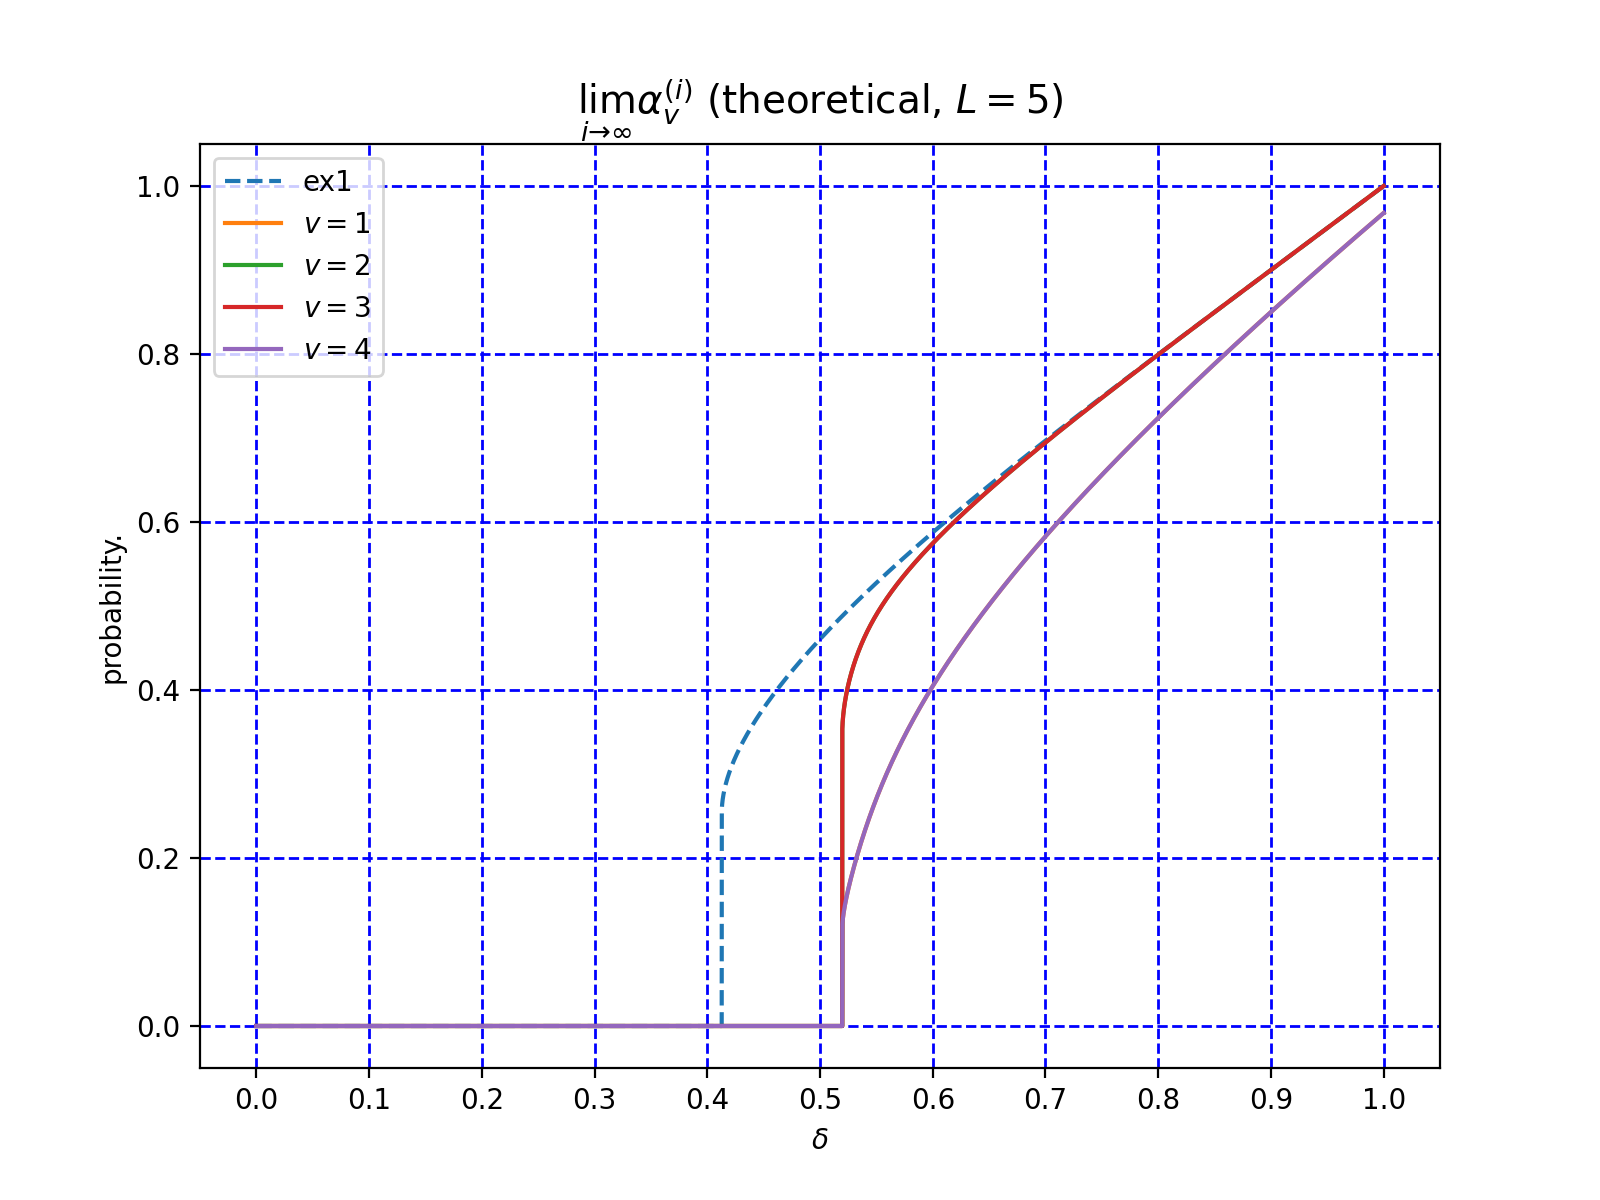 lim α_v^(i) (theoretical, L = 5)
i→∞
ex1
v = 1
v = 2
v = 3
v = 4
1.0
0.8
0.6
0.4
0.2
0.0
probability.
0.0 0.1 0.2 0.3 0.4 0.5 0.6 0.7 0.8 0.9 1.0
δ